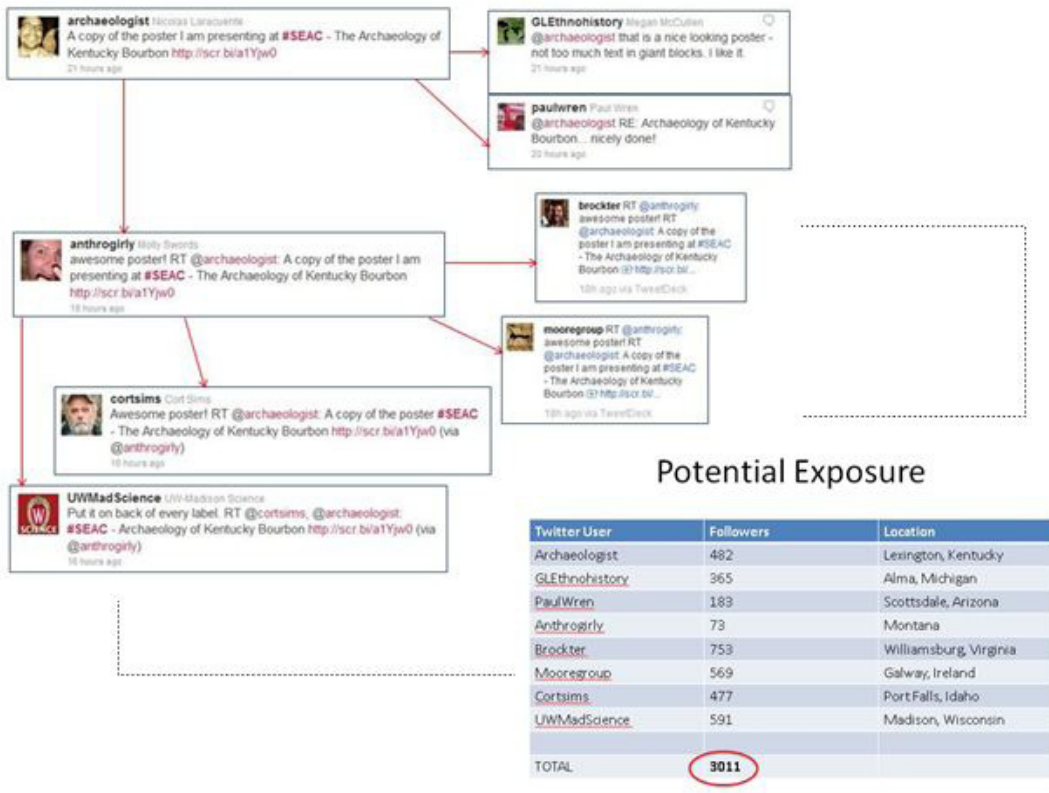 archaeologist Nicolas Laracuente
A copy of the poster I am presenting at #SEAC - The Archaeology of
Kentucky Bourbon http://scr.bi/a1Yjw0
21 hours ago
GLEthnohistory Megan McCullen
@archaeologist that is a nice looking poster -
not too much text in giant blocks. I like it.
21 hours ago
paulwren Paul Wren
@archaeologist RE: Archaeology of Kentucky
Bourbon... nicely done!
20 hours ago
anthrogirly Molly Swords
awesome poster! RT @archaeologist: A copy of the poster I am
presenting at #SEAC - The Archaeology of Kentucky Bourbon
http://scr.bi/a1Yjw0
18 hours ago
brockter RT @anthrogirly:
awesome poster! RT
@archaeologist: A copy of the
poster I am presenting at #SEAC
- The Archaeology of Kentucky
Bourbon http://scr.bi/...
18h ago via TweetDeck
mooregroup RT @anthrogirly:
awesome poster! RT
@archaeologist: A copy of the
poster I am presenting at #SEAC
- The Archaeology of Kentucky
Bourbon http://scr.bi/...
18h ago via TweetDeck
cortsims Cort Sims
Awesome poster! RT @archaeologist: A copy of the poster #SEAC
- The Archaeology of Kentucky Bourbon http://scr.bi/a1Yjw0 (via
@anthrogirly)
16 hours ago
UWMadScience UW-Madison Science
Put it on back of every label. RT @cortsims, @archaeologist:
#SEAC - Archaeology of Kentucky Bourbon http://scr.bi/a1Yjw0 (via
@anthrogirly)
16 hours ago
W
SCIENCE
Potential Exposure
Twitter User Followers Location
Archaeologist 482 Lexington, Kentucky
GLEthnohistory 365 Alma, Michigan
PaulWren 183 Scottsdale, Arizona
Anthrogirly 73 Montana
Brockter 753 Williamsburg, Virginia
Mooregroup 569 Galway, Ireland
Cortsims 477 Port Falls, Idaho
UWMadScience 591 Madison, Wisconsin
TOTAL 3011